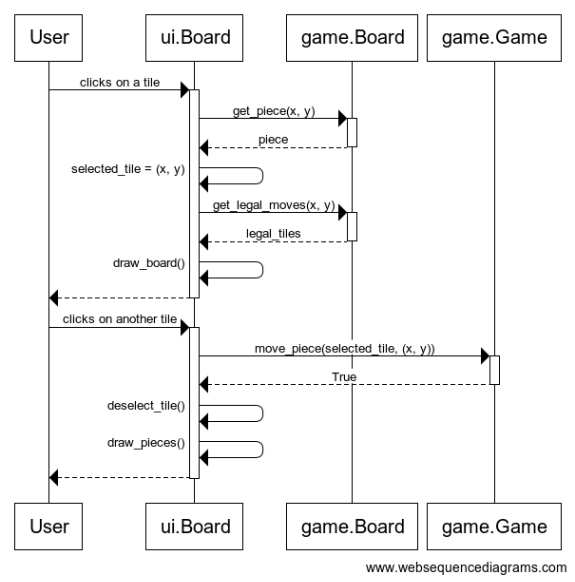 User
ui.Board
game.Board
game.Game
clicks on a tile
get_piece(x, y)
piece
selected_tile = (x, y)
get_legal_moves(x, y)
legal_tiles
draw_board()
clicks on another tile
move_piece(selected_tile, (x, y))
True
deselect_tile()
draw_pieces()
User
ui.Board
game.Board
game.Game
www.websequencediagrams.com